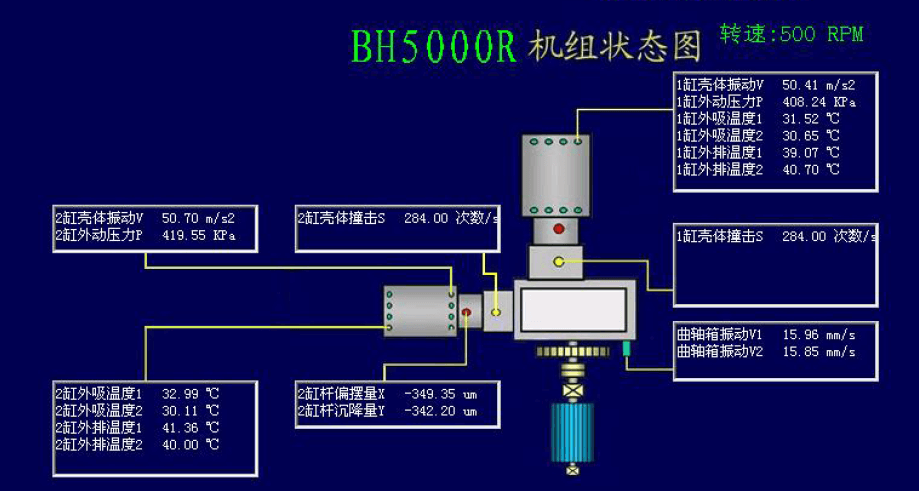 BH5000R 机组状态图 转速:500 RPM
1缸壳体振动V 50.41 m/s2
1缸外动压力P 408.24 KPa
1缸外吸温度1 31.52 ℃
1缸外吸温度2 30.65 ℃
1缸外排温度1 39.07 ℃
1缸外排温度2 40.70 ℃
2缸壳体振动V 50.70 m/s2
2缸外动压力P 419.55 KPa
2缸壳体撞击S 284.00 次数/s
1缸壳体撞击S 284.00 次数/s
曲轴箱振动V1 15.96 mm/s
曲轴箱振动V2 15.85 mm/s
2缸外吸温度1 32.99 ℃
2缸外吸温度2 30.11 ℃
2缸外排温度1 41.36 ℃
2缸外排温度2 40.00 ℃
2缸杆偏摆量X -349.35 um
2缸杆沉降量Y -342.20 um